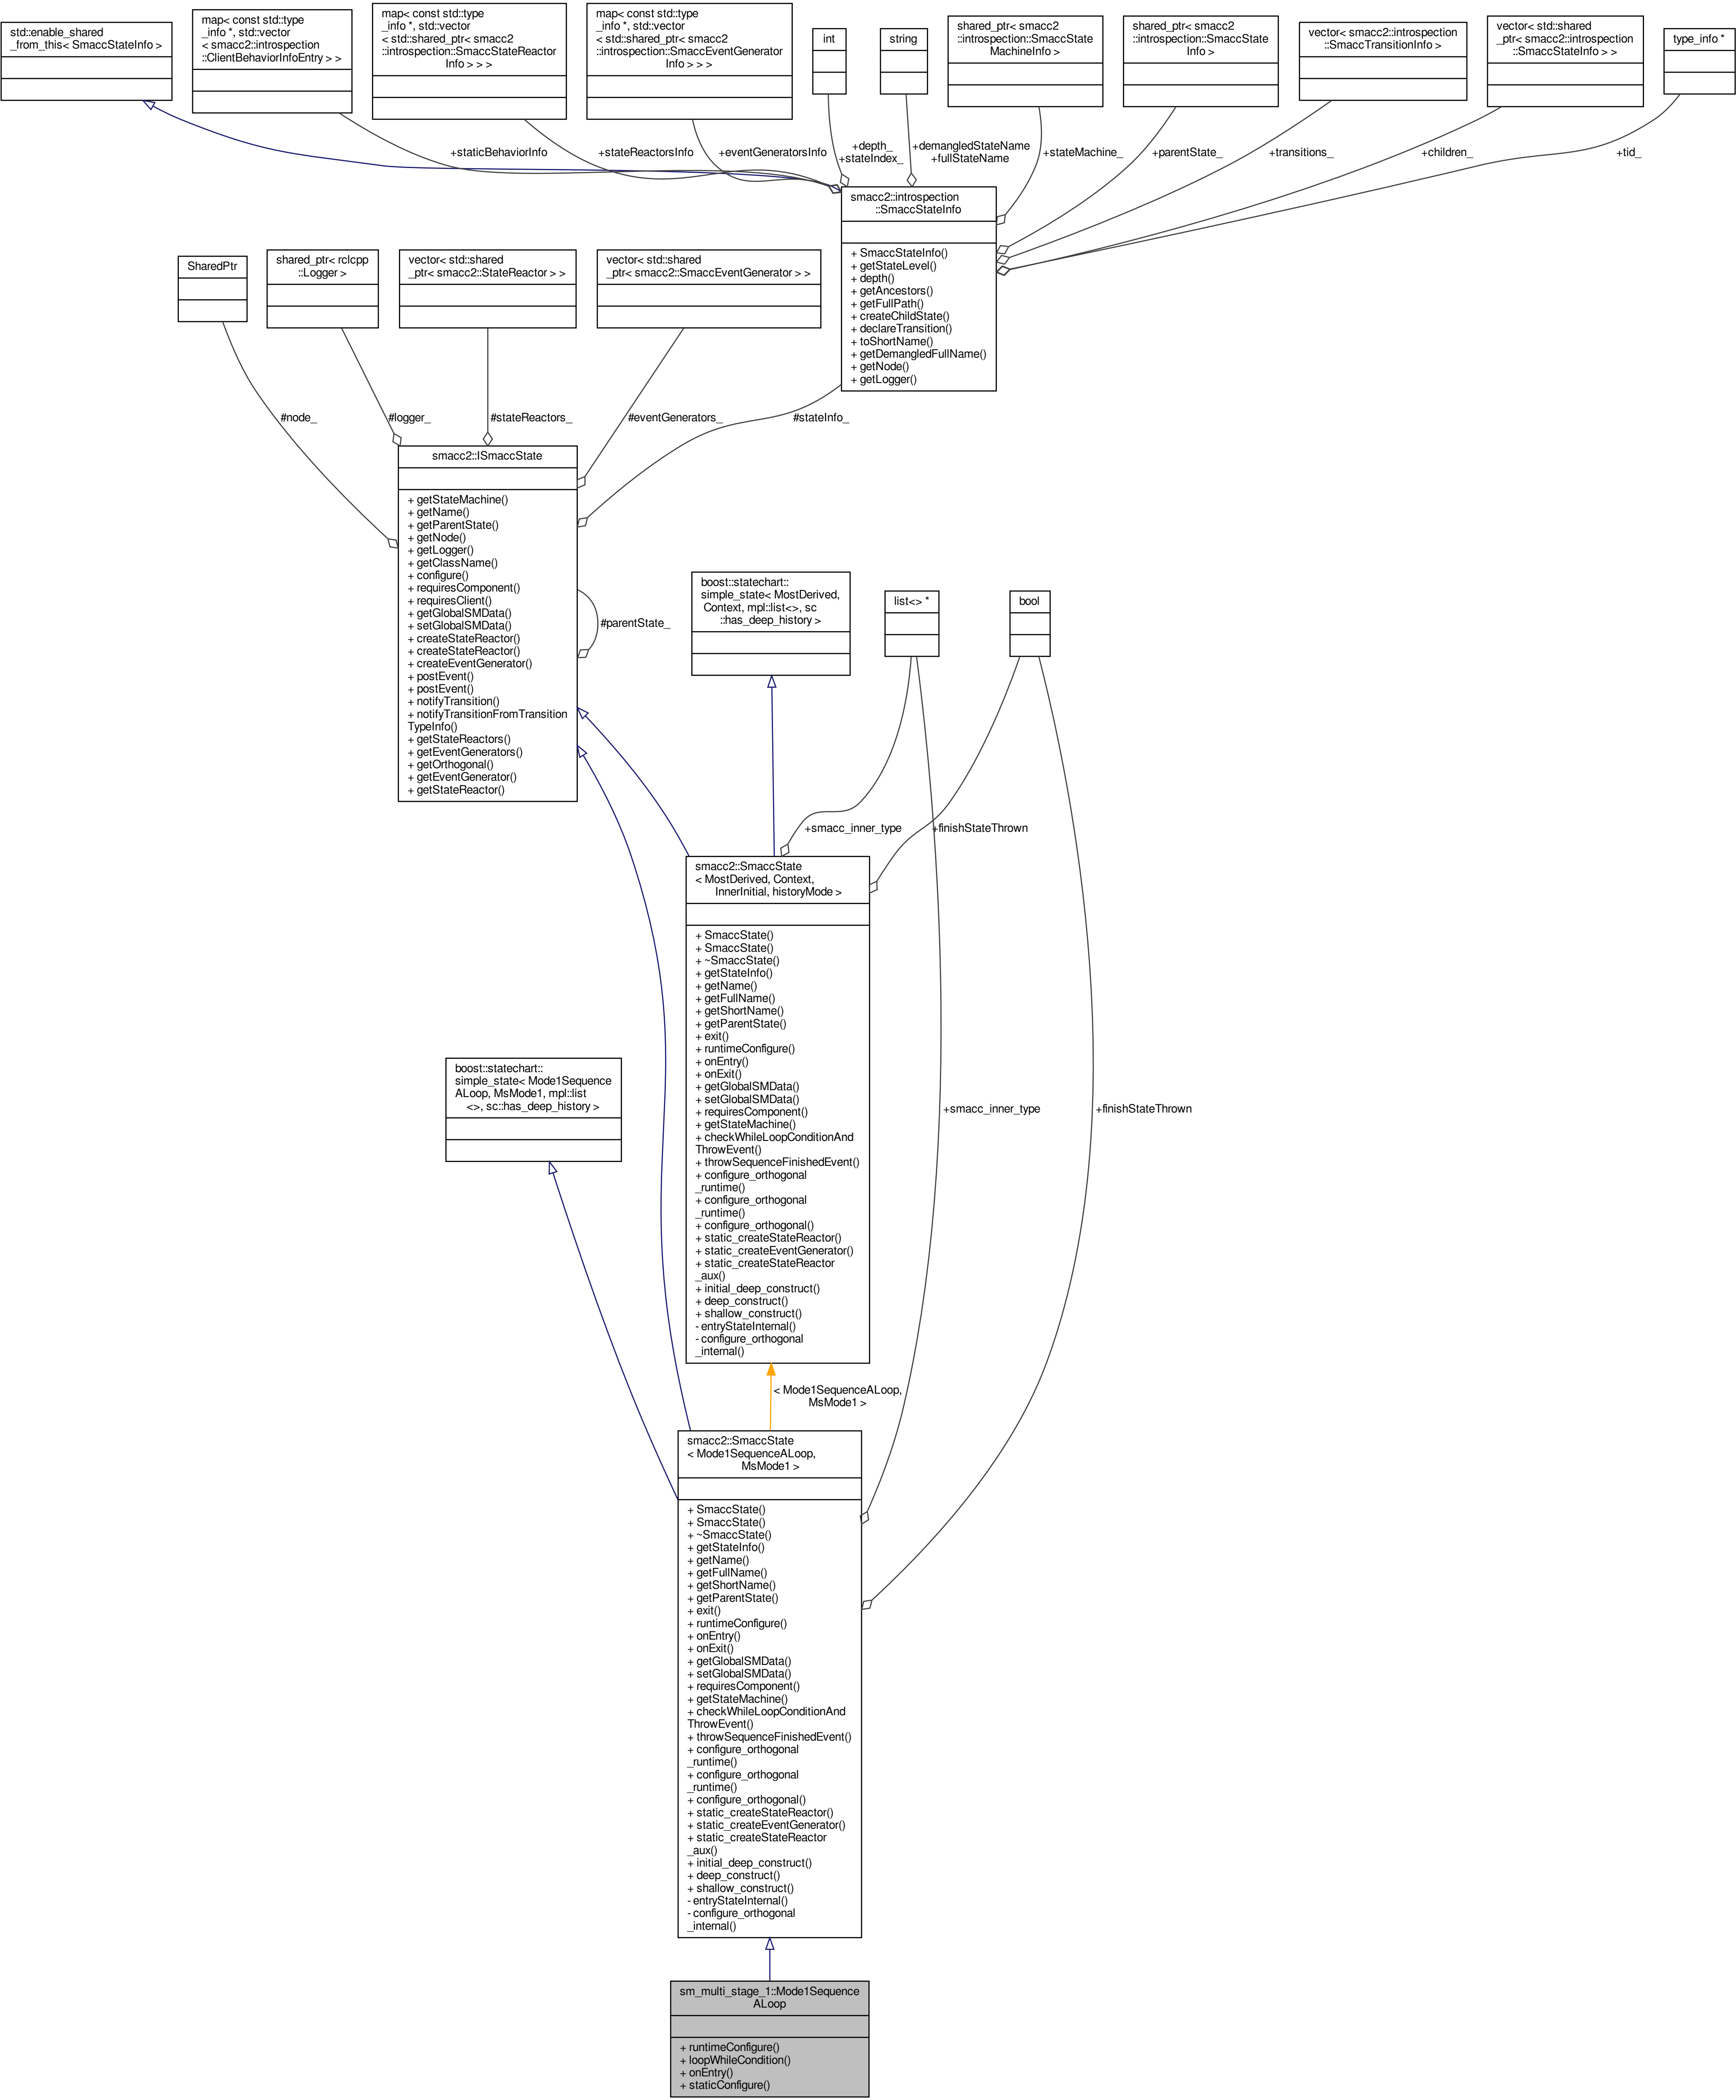 std::enable_shared
_from_this< SmaccStateInfo >
map< const std::type
_info *, std::vector
< smacc2::introspection
::ClientBehaviorInfoEntry > >
map< const std::type
_info *, std::vector
< std::shared_ptr< smacc2
::introspection::SmaccStateReactor
Info > > >
map< const std::type
_info *, std::vector
< std::shared_ptr< smacc2
::introspection::SmaccEventGenerator
Info > > >
int
string
shared_ptr< smacc2
::introspection::SmaccState
MachineInfo >
shared_ptr< smacc2
::introspection::SmaccState
Info >
vector< smacc2::introspection
::SmaccTransitionInfo >
vector< std::shared
_ptr< smacc2::introspection
::SmaccStateInfo > >
type_info *
+staticBehaviorInfo
+stateReactorsInfo
+eventGeneratorsInfo
+depth_
+stateIndex_
+demangledStateName
+fullStateName
+stateMachine_
+parentState_
+transitions_
+children_
+tid_
smacc2::introspection
::SmaccStateInfo
+ SmaccStateInfo()
+ getStateLevel()
+ depth()
+ getAncestors()
+ getFullPath()
+ createChildState()
+ declareTransition()
+ toShortName()
+ getDemangledFullName()
+ getNode()
+ getLogger()
SharedPtr
shared_ptr< rclcpp
::Logger >
vector< std::shared
_ptr< smacc2::StateReactor > >
vector< std::shared
_ptr< smacc2::SmaccEventGenerator > >
#node_
#logger_
#stateReactors_
#eventGenerators_
#stateInfo_
smacc2::ISmaccState
+ getStateMachine()
+ getName()
+ getParentState()
+ getNode()
+ getLogger()
+ getClassName()
+ configure()
+ requiresComponent()
+ requiresClient()
+ getGlobalSMData()
+ setGlobalSMData()
+ createStateReactor()
+ createStateReactor()
+ createEventGenerator()
+ postEvent()
+ postEvent()
+ notifyTransition()
+ notifyTransitionFromTransition
TypeInfo()
+ getStateReactors()
+ getEventGenerators()
+ getOrthogonal()
+ getEventGenerator()
+ getStateReactor()
#parentState_
boost::statechart::
simple_state< MostDerived,
Context, mpl::list<>, sc
::has_deep_history >
list<> *
bool
+smacc_inner_type
+finishStateThrown
smacc2::SmaccState
< MostDerived, Context,
InnerInitial, historyMode >
+ SmaccState()
+ SmaccState()
+ ~SmaccState()
+ getStateInfo()
+ getName()
+ getFullName()
+ getShortName()
+ getParentState()
+ exit()
+ runtimeConfigure()
+ onEntry()
+ onExit()
+ getGlobalSMData()
+ setGlobalSMData()
+ requiresComponent()
+ getStateMachine()
+ checkWhileLoopConditionAnd
ThrowEvent()
+ throwSequenceFinishedEvent()
+ configure_orthogonal
_runtime()
+ configure_orthogonal
_runtime()
+ configure_orthogonal()
+ static_createStateReactor()
+ static_createEventGenerator()
+ static_createStateReactor
_aux()
+ initial_deep_construct()
+ deep_construct()
+ shallow_construct()
- entryStateInternal()
- configure_orthogonal
_internal()
boost::statechart::
simple_state< Mode1Sequence
ALoop, MsMode1, mpl::list
<>, sc::has_deep_history >
+smacc_inner_type
+finishStateThrown
< Mode1SequenceALoop,
MsMode1 >
smacc2::SmaccState
< Mode1SequenceALoop,
MsMode1 >
+ SmaccState()
+ SmaccState()
+ ~SmaccState()
+ getStateInfo()
+ getName()
+ getFullName()
+ getShortName()
+ getParentState()
+ exit()
+ runtimeConfigure()
+ onEntry()
+ onExit()
+ getGlobalSMData()
+ setGlobalSMData()
+ requiresComponent()
+ getStateMachine()
+ checkWhileLoopConditionAnd
ThrowEvent()
+ throwSequenceFinishedEvent()
+ configure_orthogonal
_runtime()
+ configure_orthogonal
_runtime()
+ configure_orthogonal()
+ static_createStateReactor()
+ static_createEventGenerator()
+ static_createStateReactor
_aux()
+ initial_deep_construct()
+ deep_construct()
+ shallow_construct()
- entryStateInternal()
- configure_orthogonal
_internal()
sm_multi_stage_1::Mode1Sequence
ALoop
+ runtimeConfigure()
+ loopWhileCondition()
+ onEntry()
+ staticConfigure()